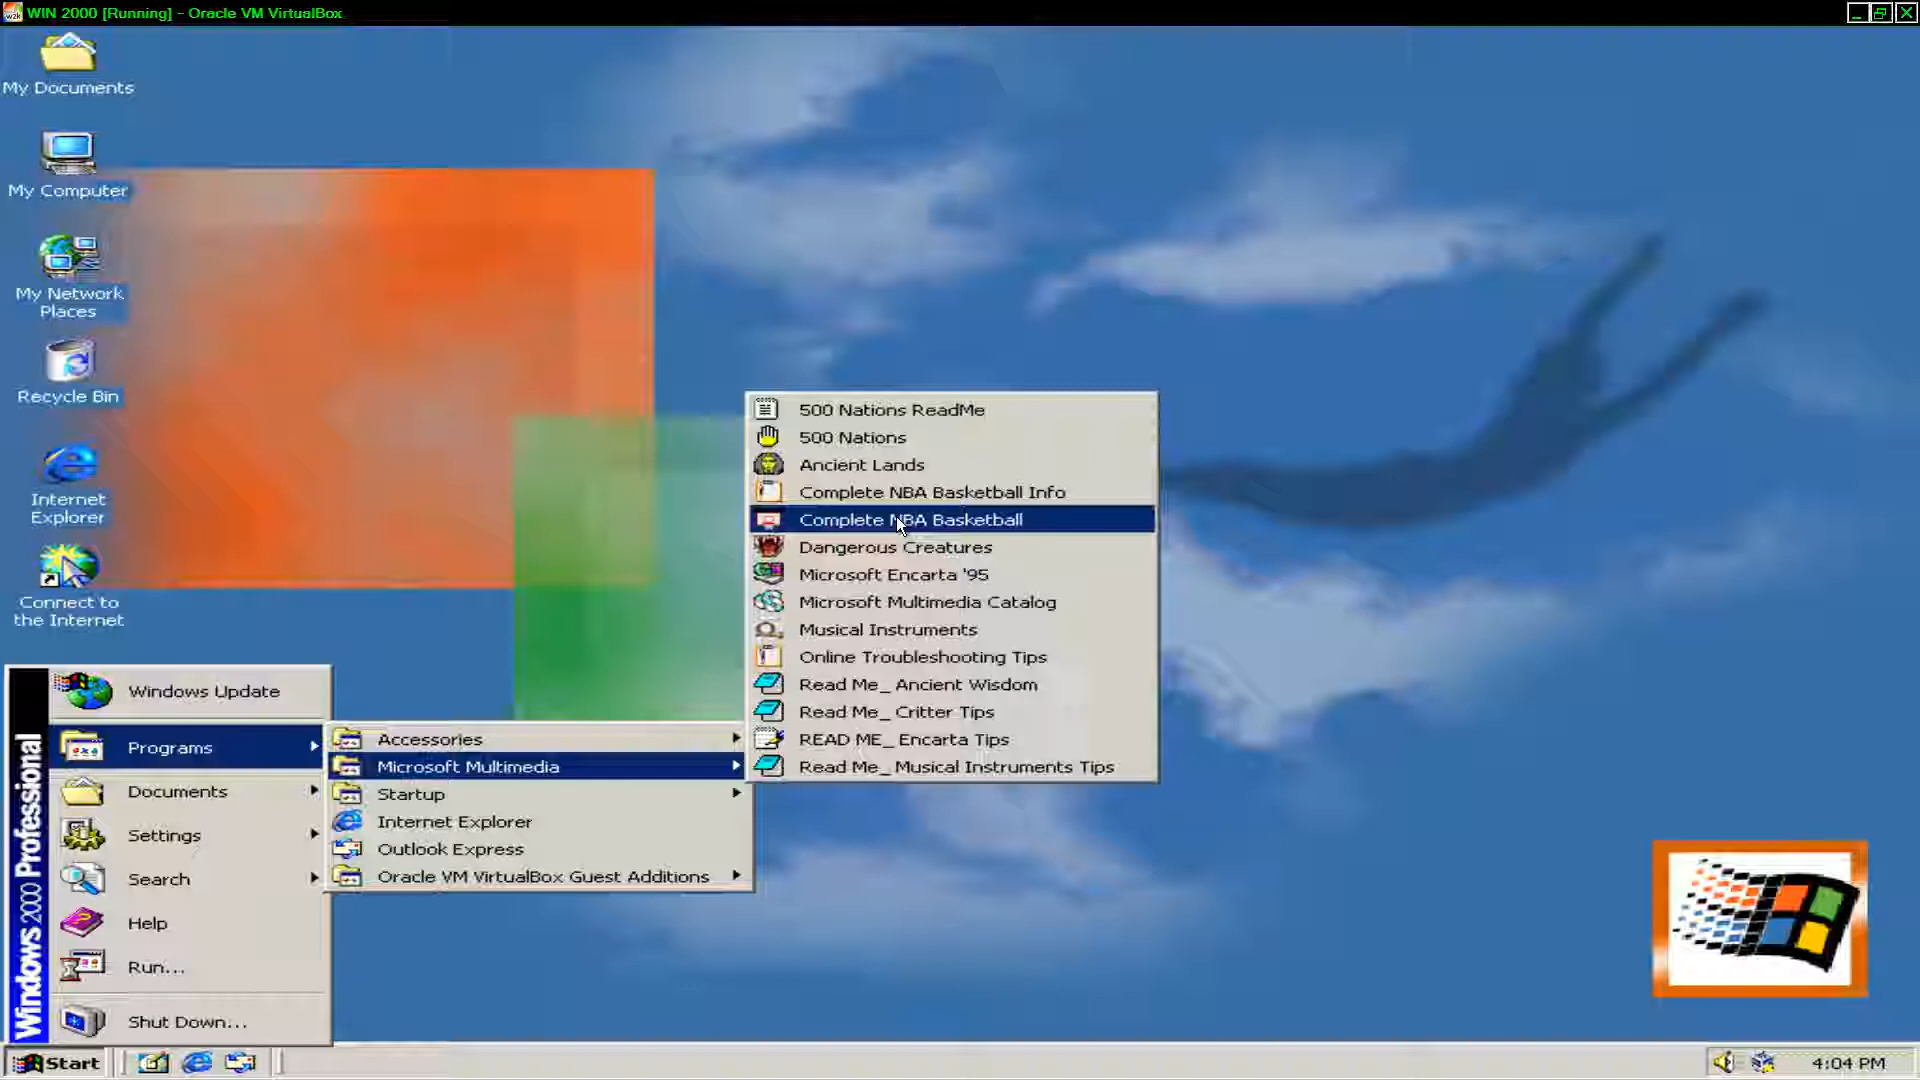 WIN 2000 [Running] - Oracle VM VirtualBox
My Documents
My Computer
My Network
Places
Recycle Bin
Internet
Explorer
Connect to
the Internet
500 Nations ReadMe
500 Nations
Ancient Lands
Complete NBA Basketball Info
Complete NBA Basketball
Dangerous Creatures
Microsoft Encarta '95
Microsoft Multimedia Catalog
Musical Instruments
Online Troubleshooting Tips
Read Me_ Ancient Wisdom
Read Me_ Critter Tips
READ ME_ Encarta Tips
Read Me_ Musical Instruments Tips
Accessories
Microsoft Multimedia
Startup
Internet Explorer
Outlook Express
Oracle VM VirtualBox Guest Additions
Windows Update
Programs
Documents
Settings
Search
Help
Run...
Shut Down...
Windows 2000 Professional
Start
4:04 PM